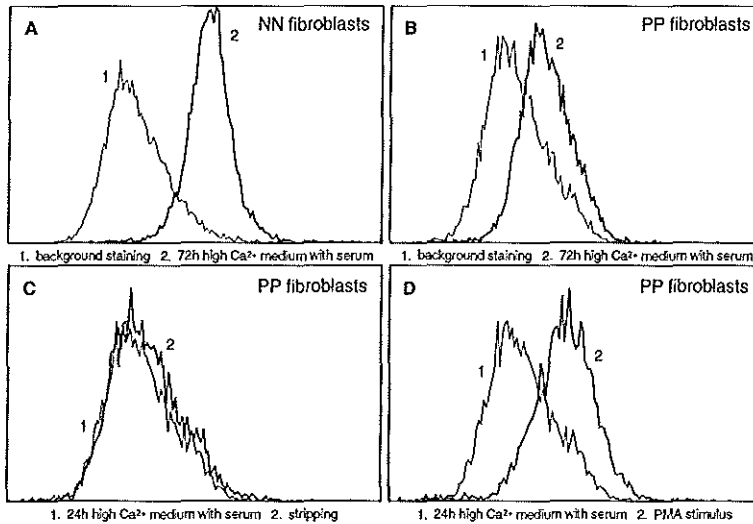 A
NN fibroblasts
1
2
1. background staining 2. 72h high Ca²⁺ medium with serum
B
PP fibroblasts
1
2
1. background staining 2. 72h high Ca²⁺ medium with serum
C
PP fibroblasts
1
2
1. 24h high Ca²⁺ medium with serum 2. stripping
D
PP fibroblasts
1
2
1. 24h high Ca²⁺ medium with serum 2. PMA stimulus